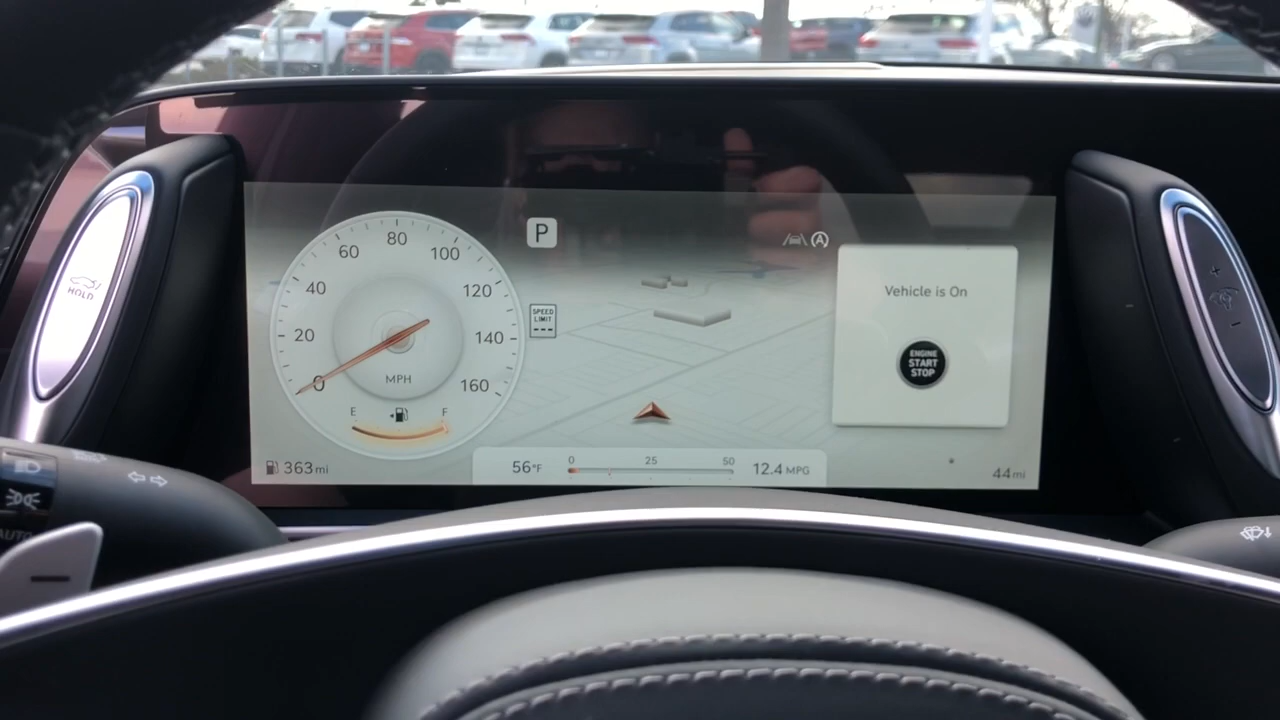 HOLD
P
A
80
60
100
40
120
20
140
0
160
MPH
E
F
SPEED
LIMIT
---
Vehicle is On
ENGINE
START
STOP
363mi
56°F
0
25
50
12.4 MPG
44mi
AUTO
+
−